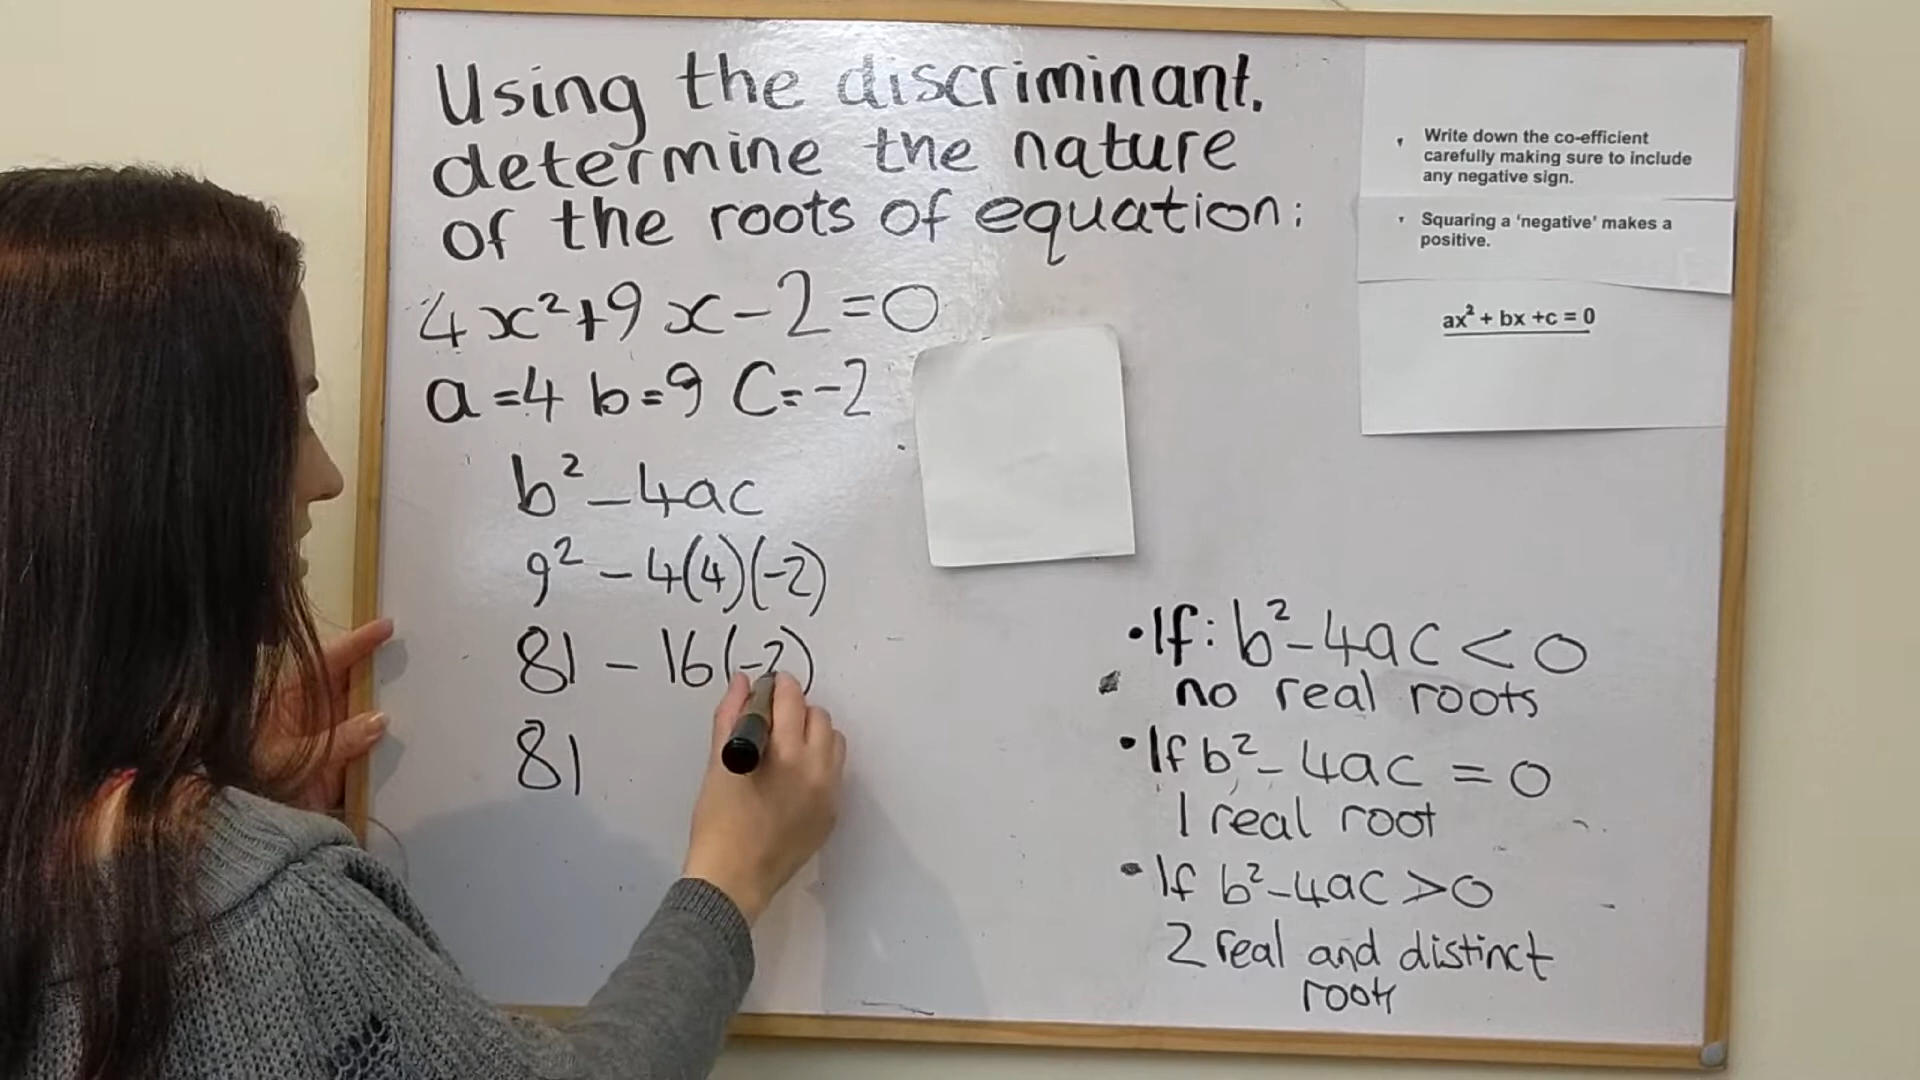 Using the discriminant.
determine the nature
of the roots of equation:
4x²+9x-2=0
a=4 b=9 C=-2
b²-4ac
9²-4(4)(-2)
81-16(-2)
81
Write down the co-efficient
carefully making sure to include
any negative sign.
Squaring a 'negative' makes a
positive.
ax² + bx +c = 0
•If: b²-4ac<0
no real roots
•If b²-4ac=0
1 real root
•If b²-4ac>0
2 real and distinct
roots